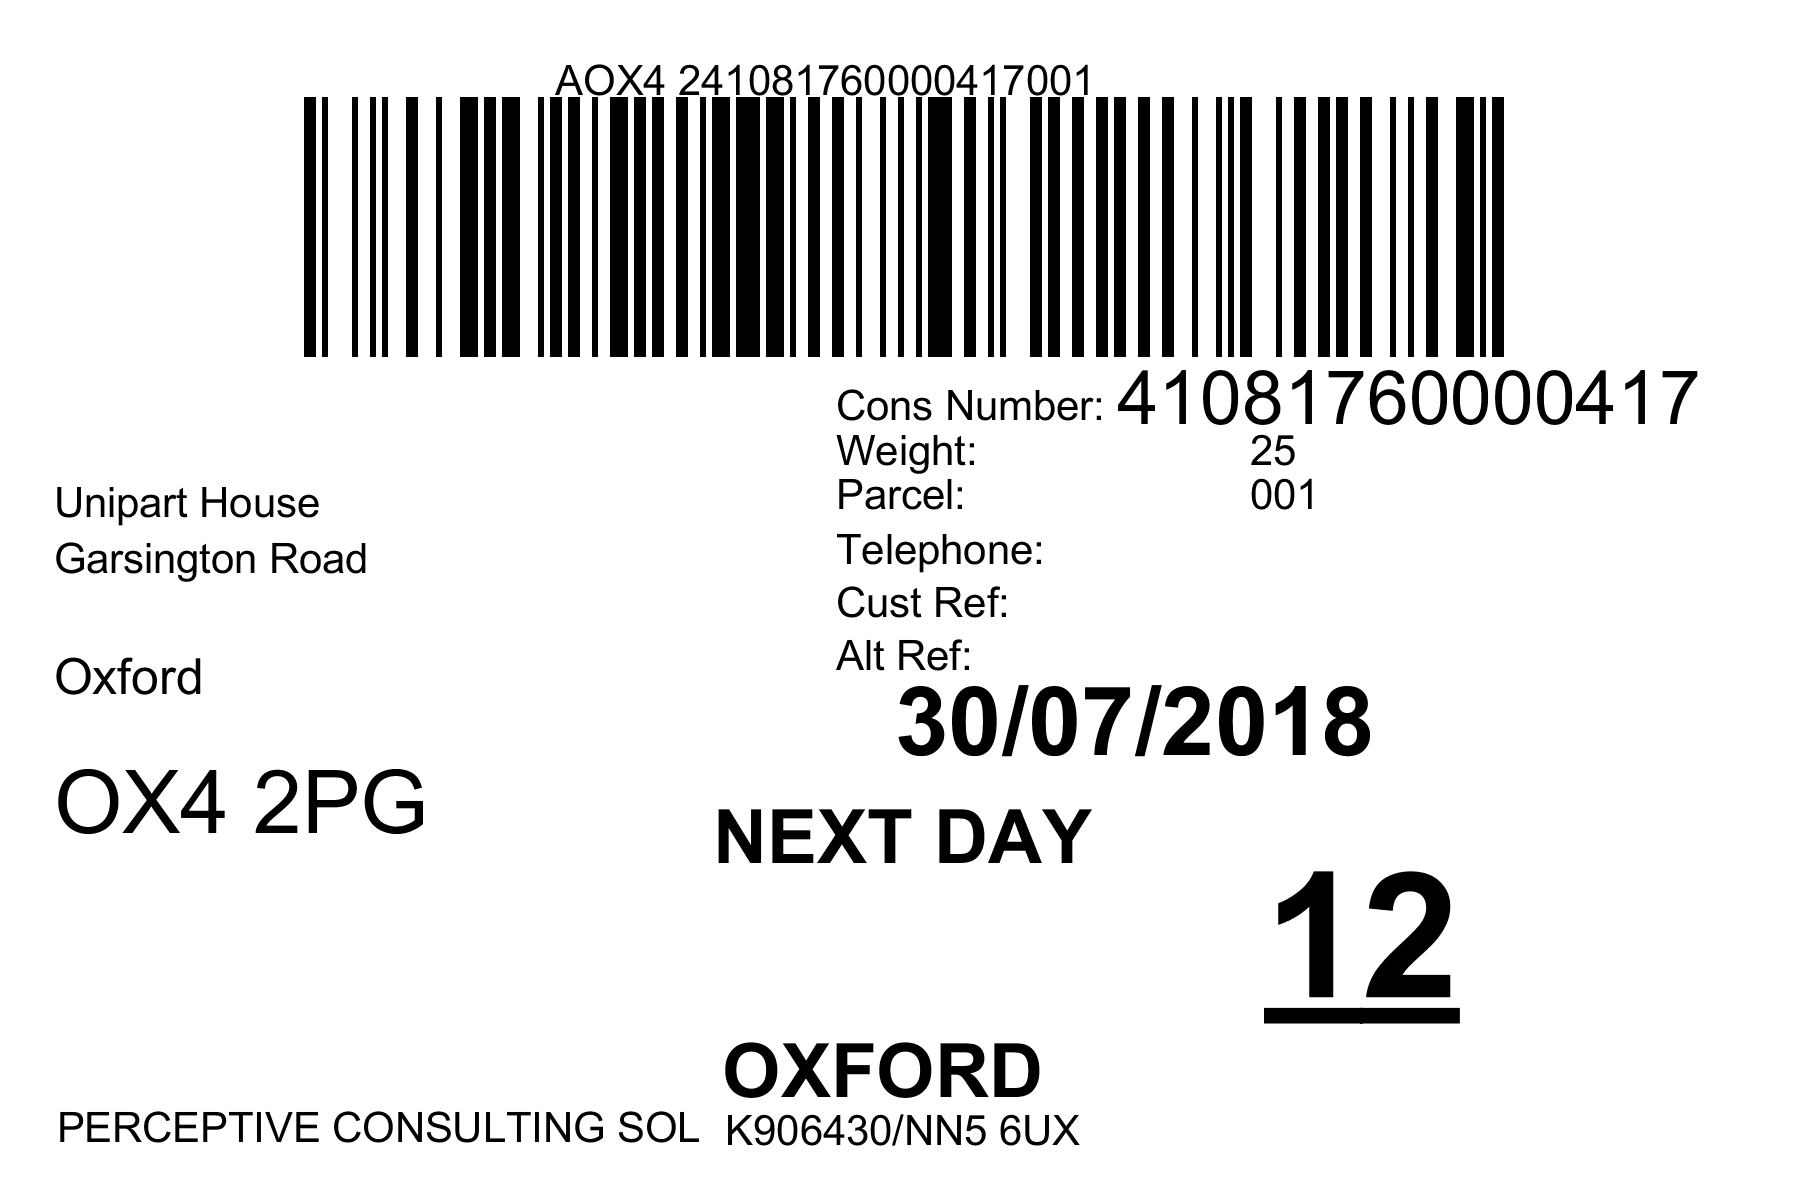 AOX4 241081760000417001
Cons Number: 41081760000417
Weight: 25
Parcel: 001
Telephone:
Cust Ref:
Alt Ref:
Unipart House
Garsington Road
Oxford
OX4 2PG
30/07/2018
NEXT DAY
12
OXFORD
PERCEPTIVE CONSULTING SOL K906430/NN5 6UX